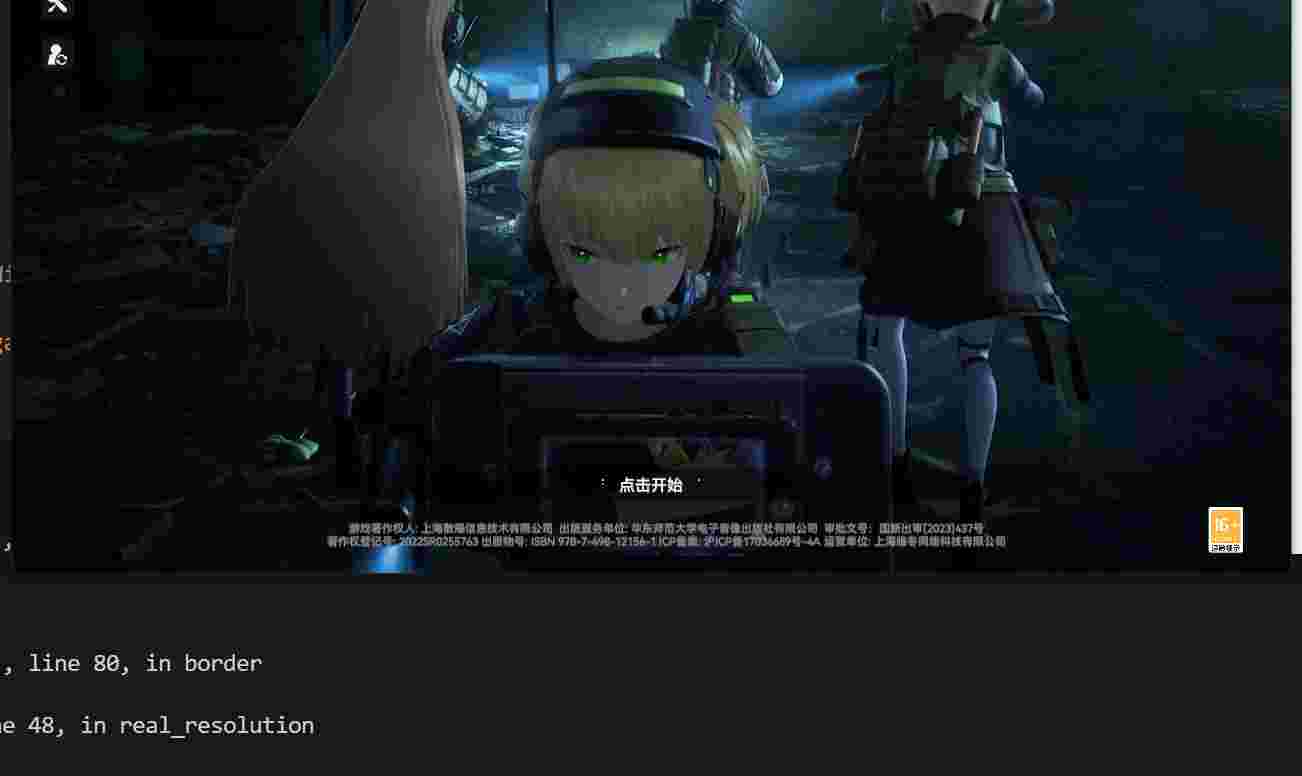 点击开始
游戏著作权人: 上海散爆信息技术有限公司 出版服务单位: 华东师范大学电子音像出版社有限公司 审批文号: 国新出审[2023]437号
著作权登记号: 2022SR0255763 出版物号: ISBN 978-7-498-12156-1 ICP备案: 沪ICP备17036689号-4A 运营单位: 上海暗冬网络科技有限公司
16+
适龄提示
, line 80, in border
e 48, in real_resolution